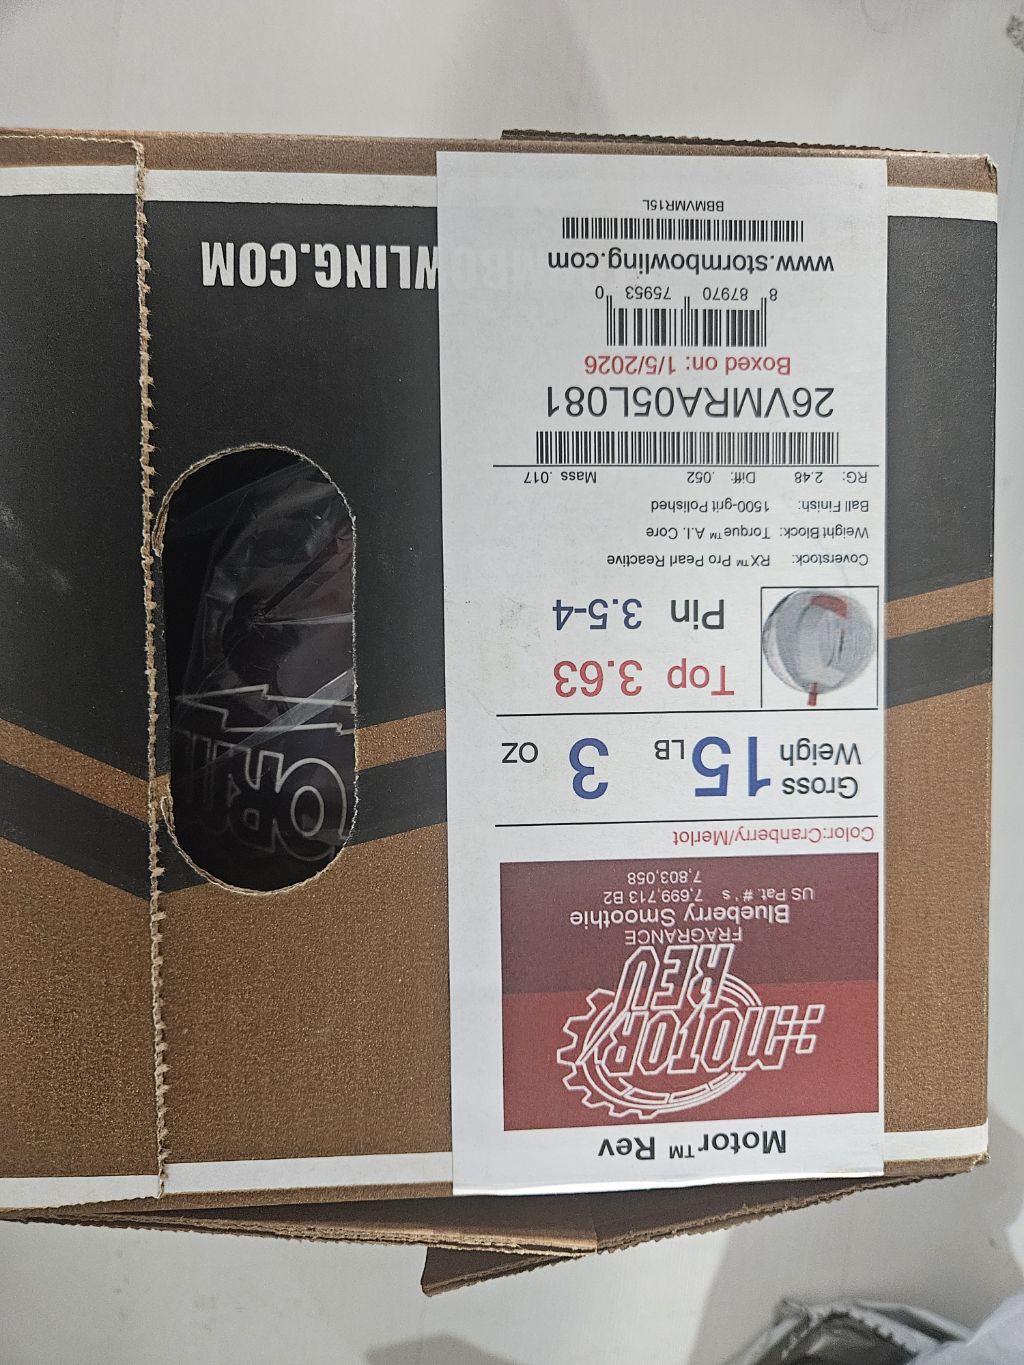 Motor™ Rev
MOTOR
REV
FRAGRANCE
Blueberry Smoothie
US Pat. #'s 7,699,713 B2
7,803,058
Color:Cranberry/Merlot
Gross
Weigh
15 LB 3 OZ
Top 3.63
Pin 3.5-4
Coverstock: RX™ Pro Pearl Reactive
Weight Block: Torque™ A.I. Core
Ball Finish: 1500-grit Polished
RG: 2.48 Diff: .052 Mass .017
26VMRA05L081
Boxed on: 1/5/2026
8 87970 75953 0
www.stormbowling.com
BBMVMR15L
BOWLING.COM